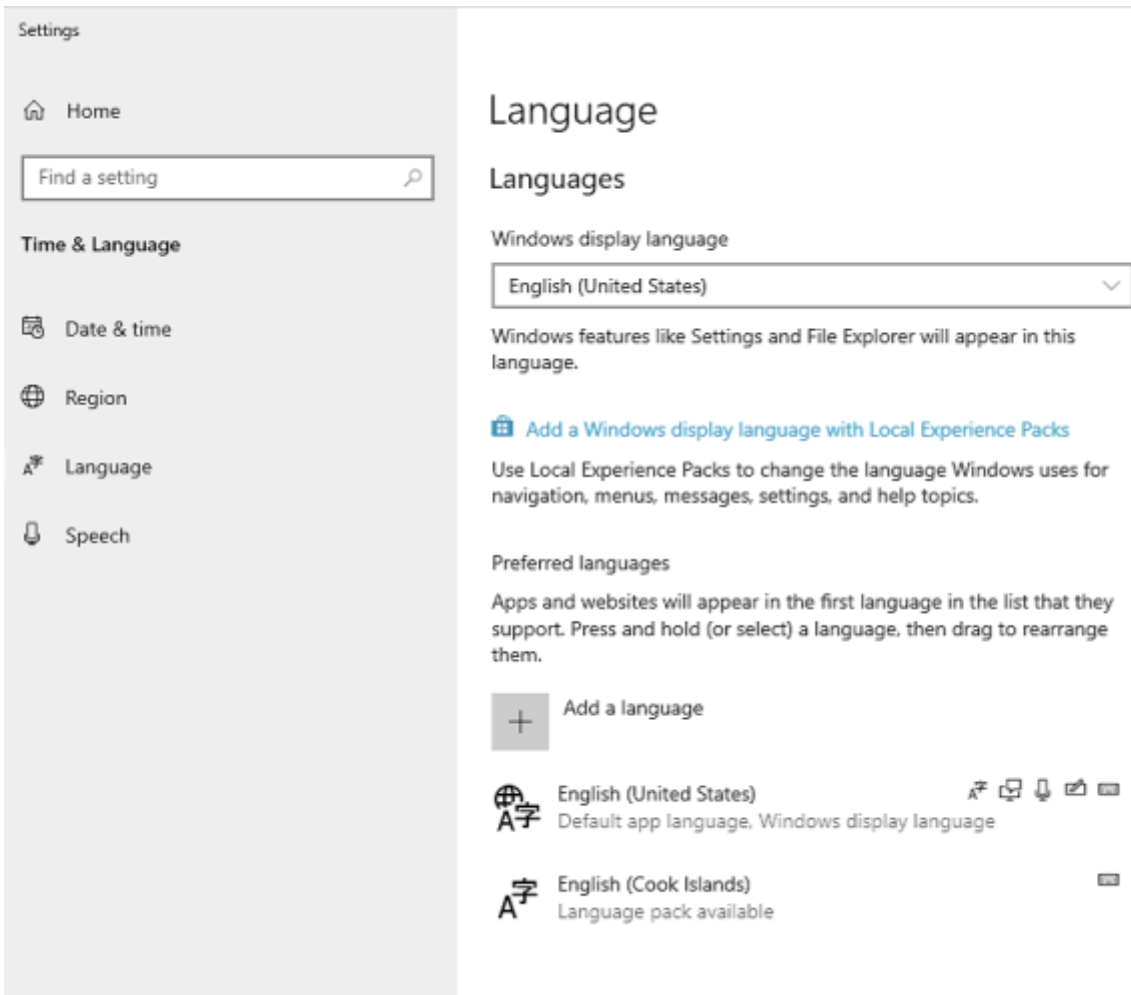 Settings
Home
Find a setting
Time & Language
Date & time
Region
Language
Speech
Language
Languages
Windows display language
English (United States)
Windows features like Settings and File Explorer will appear in this
language.
Add a Windows display language with Local Experience Packs
Use Local Experience Packs to change the language Windows uses for
navigation, menus, messages, settings, and help topics.
Preferred languages
Apps and websites will appear in the first language in the list that they
support. Press and hold (or select) a language, then drag to rearrange
them.
Add a language
English (United States)
Default app language, Windows display language
English (Cook Islands)
Language pack available